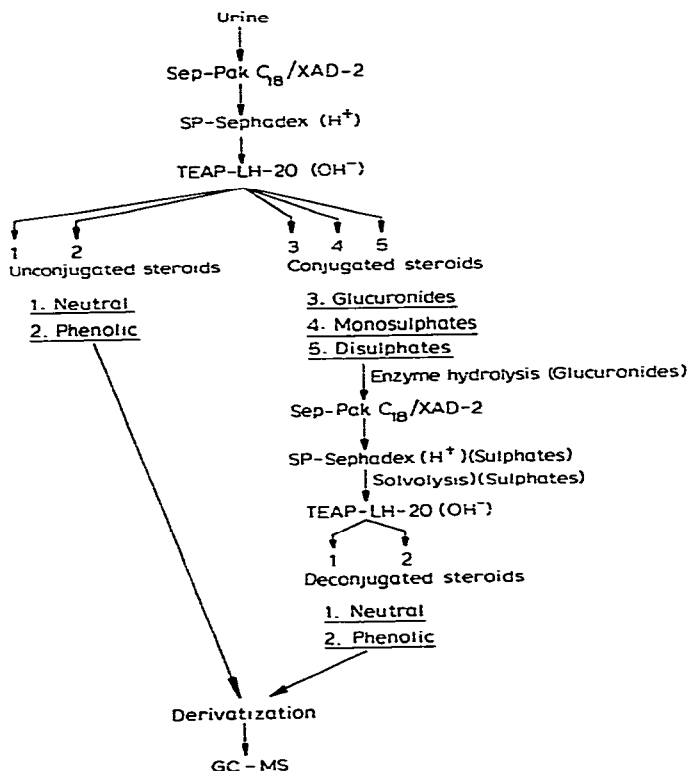 Urine
Sep-Pak C18/XAD-2
SP-Sephadex (H+)
TEAP-LH-20 (OH−)
1 2 3 4 5
Unconjugated steroids Conjugated steroids
1. Neutral
2. Phenolic
3. Glucuronides
4. Monosulphates
5. Disulphates
Enzyme hydrolysis (Glucuronides)
Sep-Pak C18/XAD-2
SP-Sephadex (H+)(Sulphates)
Solvolysis)(Sulphates)
TEAP-LH-20 (OH−)
1 2
Deconjugated steroids
1. Neutral
2. Phenolic
Derivatization
GC-MS